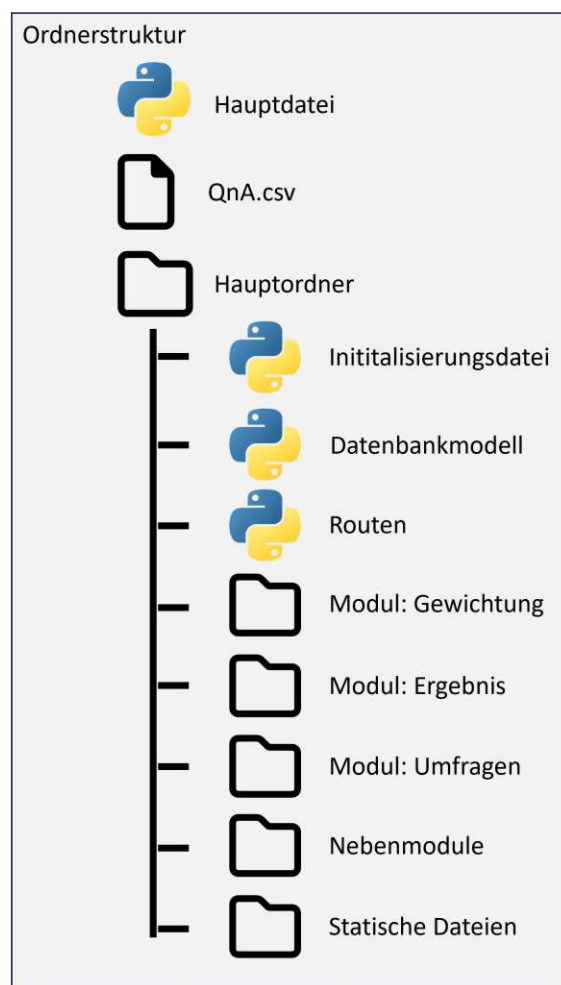 Ordnerstruktur
Hauptdatei
QnA.csv
Hauptordner
Inititalisierungsdatei
Datenbankmodell
Routen
Modul: Gewichtung
Modul: Ergebnis
Modul: Umfragen
Nebenmodule
Statische Dateien